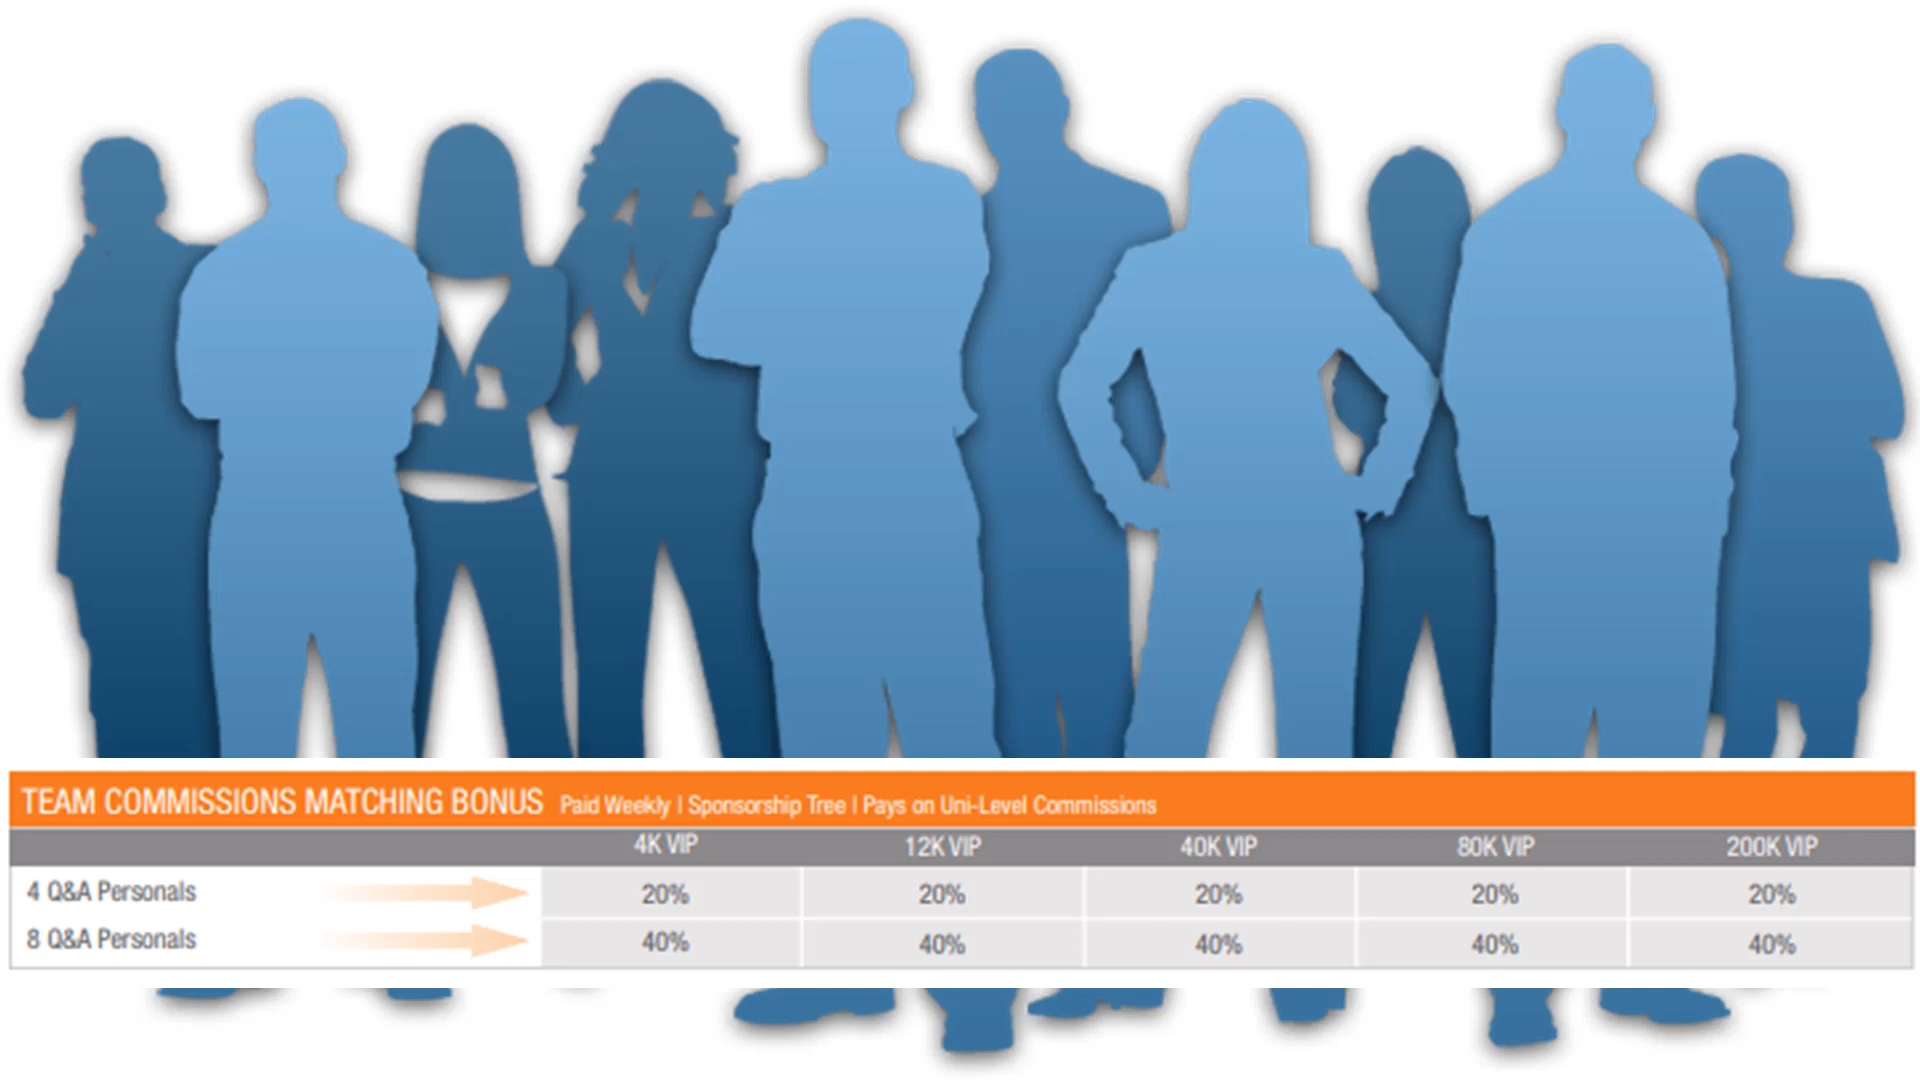 TEAM COMMISSIONS MATCHING BONUS Paid Weekly | Sponsorship Tree | Pays on Uni-Level Commissions
4K VIP 12K VIP 40K VIP 80K VIP 200K VIP
4 Q&A Personals 20% 20% 20% 20% 20%
8 Q&A Personals 40% 40% 40% 40% 40%